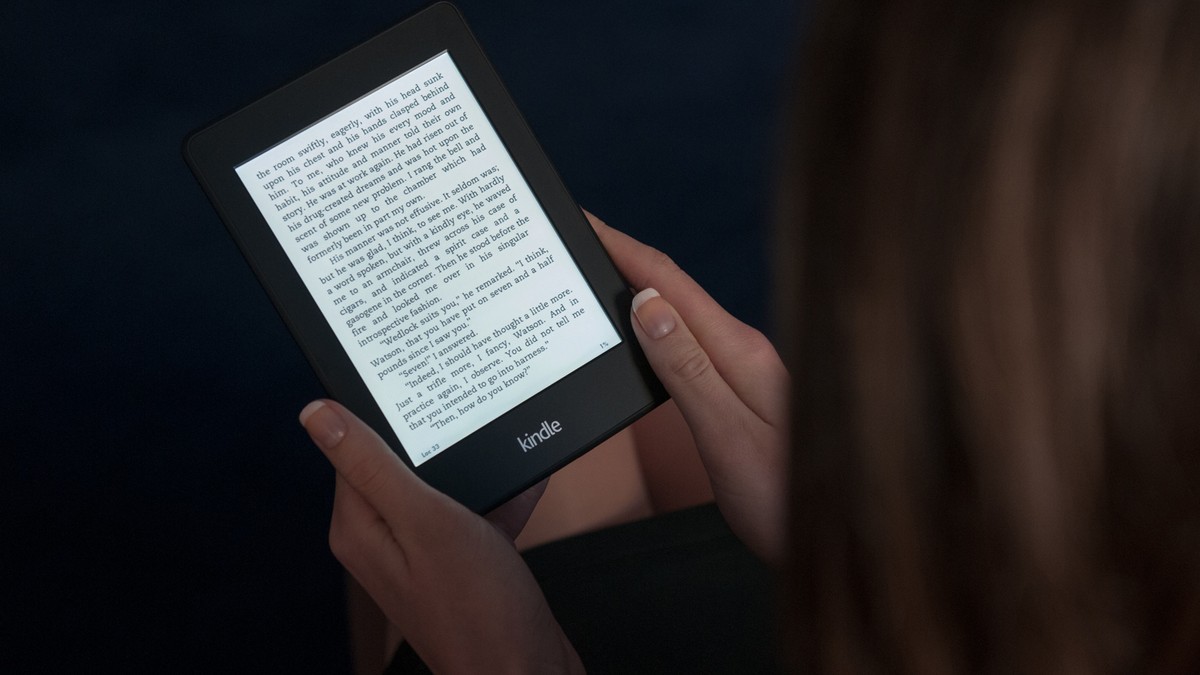 the room swiftly, eagerly, with his head sunk
upon his chest and his hands clasped behind
him. To me, who knew his every mood and
habit, his attitude and manner told their own
story. He was at work again. He had risen out of
his drug-created dreams and was hot upon the
scent of some new problem. I rang the bell and
was shown up to the chamber which had
formerly been in part my own.
His manner was not effusive. It seldom was;
but he was glad, I think, to see me. With hardly
a word spoken, but with a kindly eye, he waved
me to an armchair, threw across his case of
cigars, and indicated a spirit case and a
gasogene in the corner. Then he stood before the
fire and looked me over in his singular
introspective fashion.
“Wedlock suits you,” he remarked. “I think,
Watson, that you have put on seven and a half
pounds since I saw you.”
“Seven!” I answered.
“Indeed, I should have thought a little more.
Just a trifle more, I fancy, Watson. And in
practice again, I observe. You did not tell me
that you intended to go into harness.”
“Then, how do you know?”
Loc 33 1%
kindle